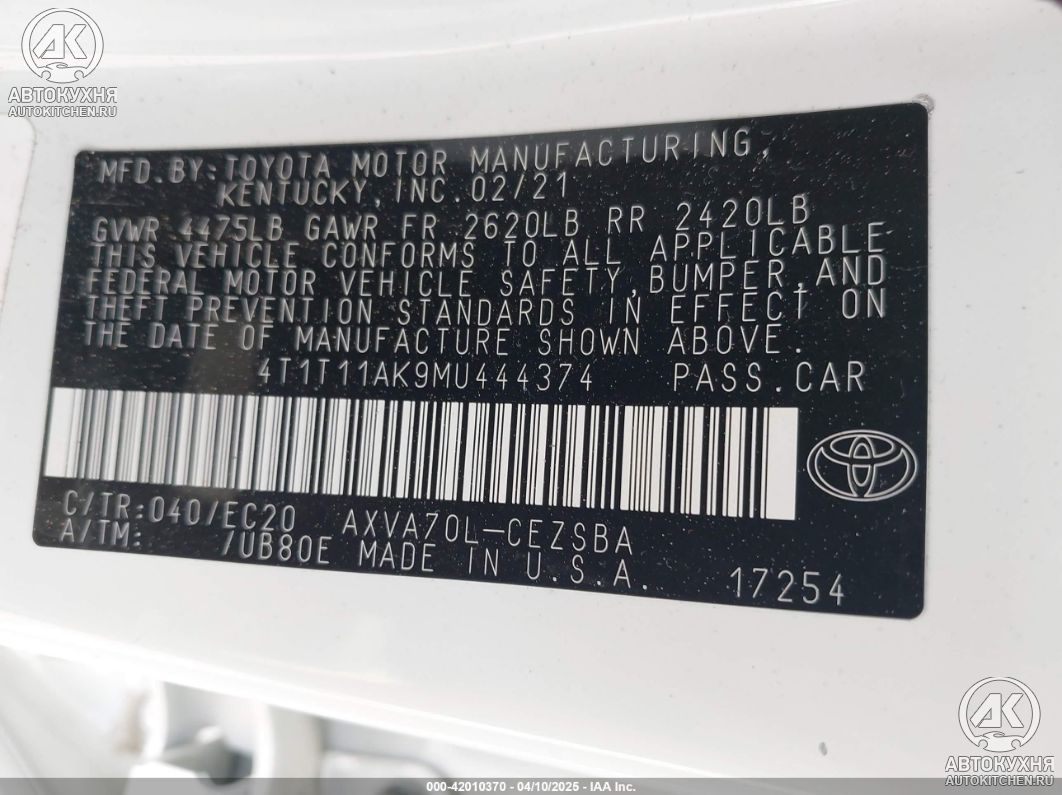 AK
АВТОКУХНЯ
AUTOKITCHEN.RU
MFD.BY:TOYOTA MOTOR MANUFACTURING,
KENTUCKY,INC.02/21
GVWR 4475LB GAWR FR 2620LB RR 2420LB
THIS VEHICLE CONFORMS TO ALL APPLICABLE
FEDERAL MOTOR VEHICLE SAFETY,BUMPER,AND
THEFT PREVENTION STANDARDS IN EFFECT ON
THE DATE OF MANUFACTURE SHOWN ABOVE.
4T1T11AK9MU444374 PASS.CAR
C/TR:040/EC20 AXVA70L-CEZSBA
A/TM: /UB80E MADE IN U.S.A.
17254
AK
АВТОКУХНЯ
AUTOKITCHEN.RU
000-42010370 - 04/10/2025 - IAA Inc.